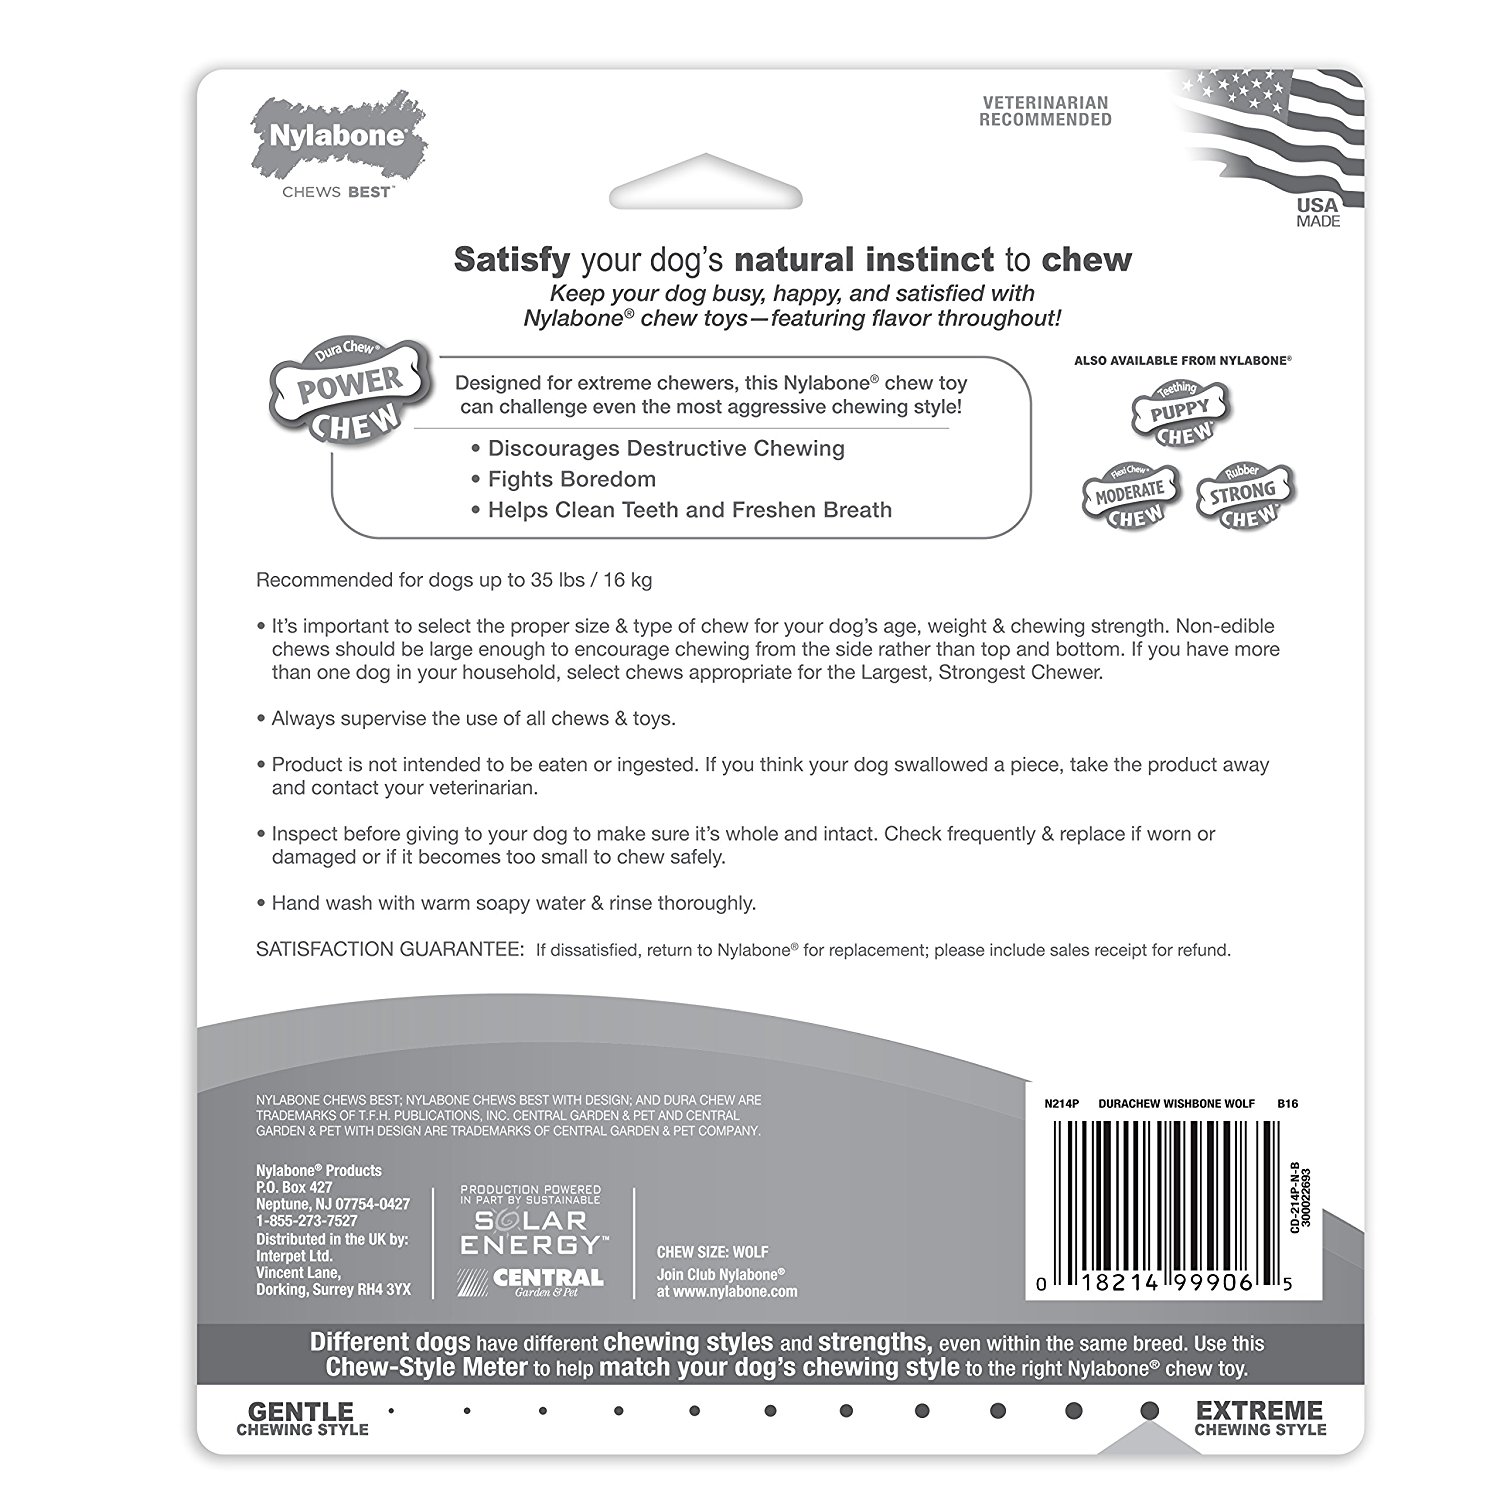 Nylabone®
CHEWS BEST™
VETERINARIAN
RECOMMENDED
USA
MADE
Satisfy your dog's natural instinct to chew
Keep your dog busy, happy, and satisfied with
Nylabone® chew toys—featuring flavor throughout!
Dura Chew®
POWER
CHEW™
Designed for extreme chewers, this Nylabone® chew toy
can challenge even the most aggressive chewing style!
• Discourages Destructive Chewing
• Fights Boredom
• Helps Clean Teeth and Freshen Breath
ALSO AVAILABLE FROM NYLABONE®
Teething
PUPPY
CHEW™
Flexi Chew®
MODERATE
CHEW™
Rubber
STRONG
CHEW™
Recommended for dogs up to 35 lbs / 16 kg
• It's important to select the proper size & type of chew for your dog's age, weight & chewing strength. Non-edible
chews should be large enough to encourage chewing from the side rather than top and bottom. If you have more
than one dog in your household, select chews appropriate for the Largest, Strongest Chewer.
• Always supervise the use of all chews & toys.
• Product is not intended to be eaten or ingested. If you think your dog swallowed a piece, take the product away
and contact your veterinarian.
• Inspect before giving to your dog to make sure it's whole and intact. Check frequently & replace if worn or
damaged or if it becomes too small to chew safely.
• Hand wash with warm soapy water & rinse thoroughly.
SATISFACTION GUARANTEE: If dissatisfied, return to Nylabone® for replacement; please include sales receipt for refund.
NYLABONE CHEWS BEST; NYLABONE CHEWS BEST WITH DESIGN; AND DURA CHEW ARE
TRADEMARKS OF T.F.H. PUBLICATIONS, INC. CENTRAL GARDEN & PET AND CENTRAL
GARDEN & PET WITH DESIGN ARE TRADEMARKS OF CENTRAL GARDEN & PET COMPANY.
Nylabone® Products
P.O. Box 427
Neptune, NJ 07754-0427
1-855-273-7527
Distributed in the UK by:
Interpet Ltd.
Vincent Lane,
Dorking, Surrey RH4 3YX
PRODUCTION POWERED
IN PART BY SUSTAINABLE
SOLAR
ENERGY™
CENTRAL
Garden & Pet
CHEW SIZE: WOLF
Join Club Nylabone®
at www.nylabone.com
N214P DURACHEW WISHBONE WOLF B16
0 18214 99906 5
CD-214P-N-B
300022693
Different dogs have different chewing styles and strengths, even within the same breed. Use this
Chew-Style Meter to help match your dog's chewing style to the right Nylabone® chew toy.
GENTLE
CHEWING STYLE
EXTREME
CHEWING STYLE